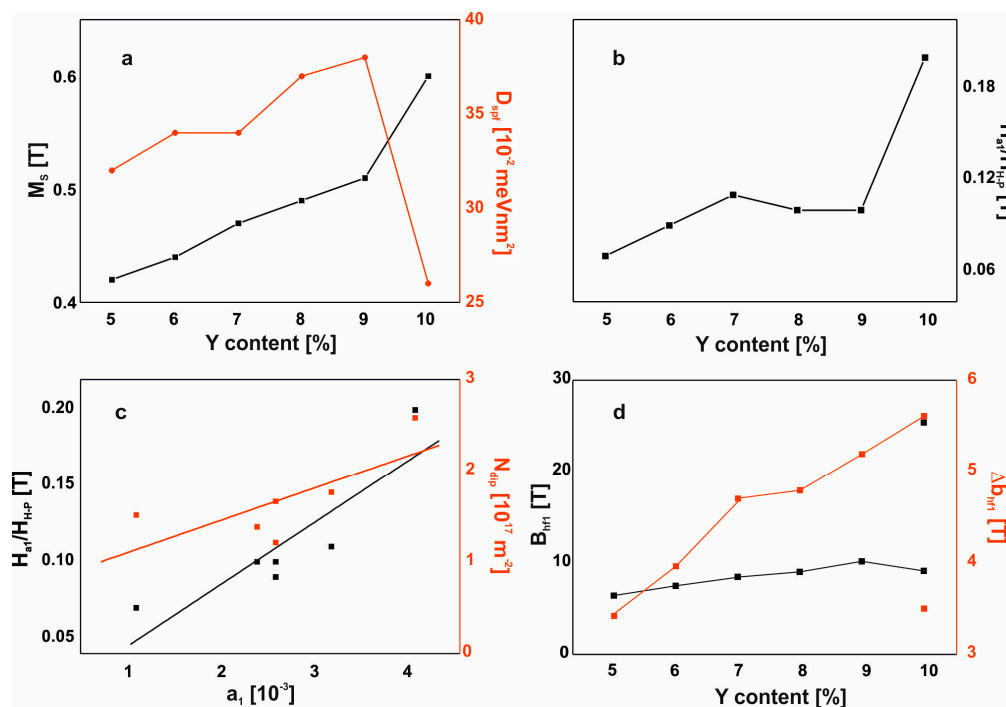 a
0.6
0.5
0.4
M_S [T]
40
35
30
25
D_spf [10^-2 meVnm^2]
5 6 7 8 9 10
Y content [%]
b
0.18
0.12
0.06
5 6 7 8 9 10
Y content [%]
c
0.20
0.15
0.10
0.05
H_a1/H_H-P [T]
3
2
1
0
N_dip [10^17 m^-2]
1 2 3 4
a_1 [10^-3]
d
30
20
10
0
B_hf1 [T]
6
5
4
3
Δb_hf1 [T]
5 6 7 8 9 10
Y content [%]